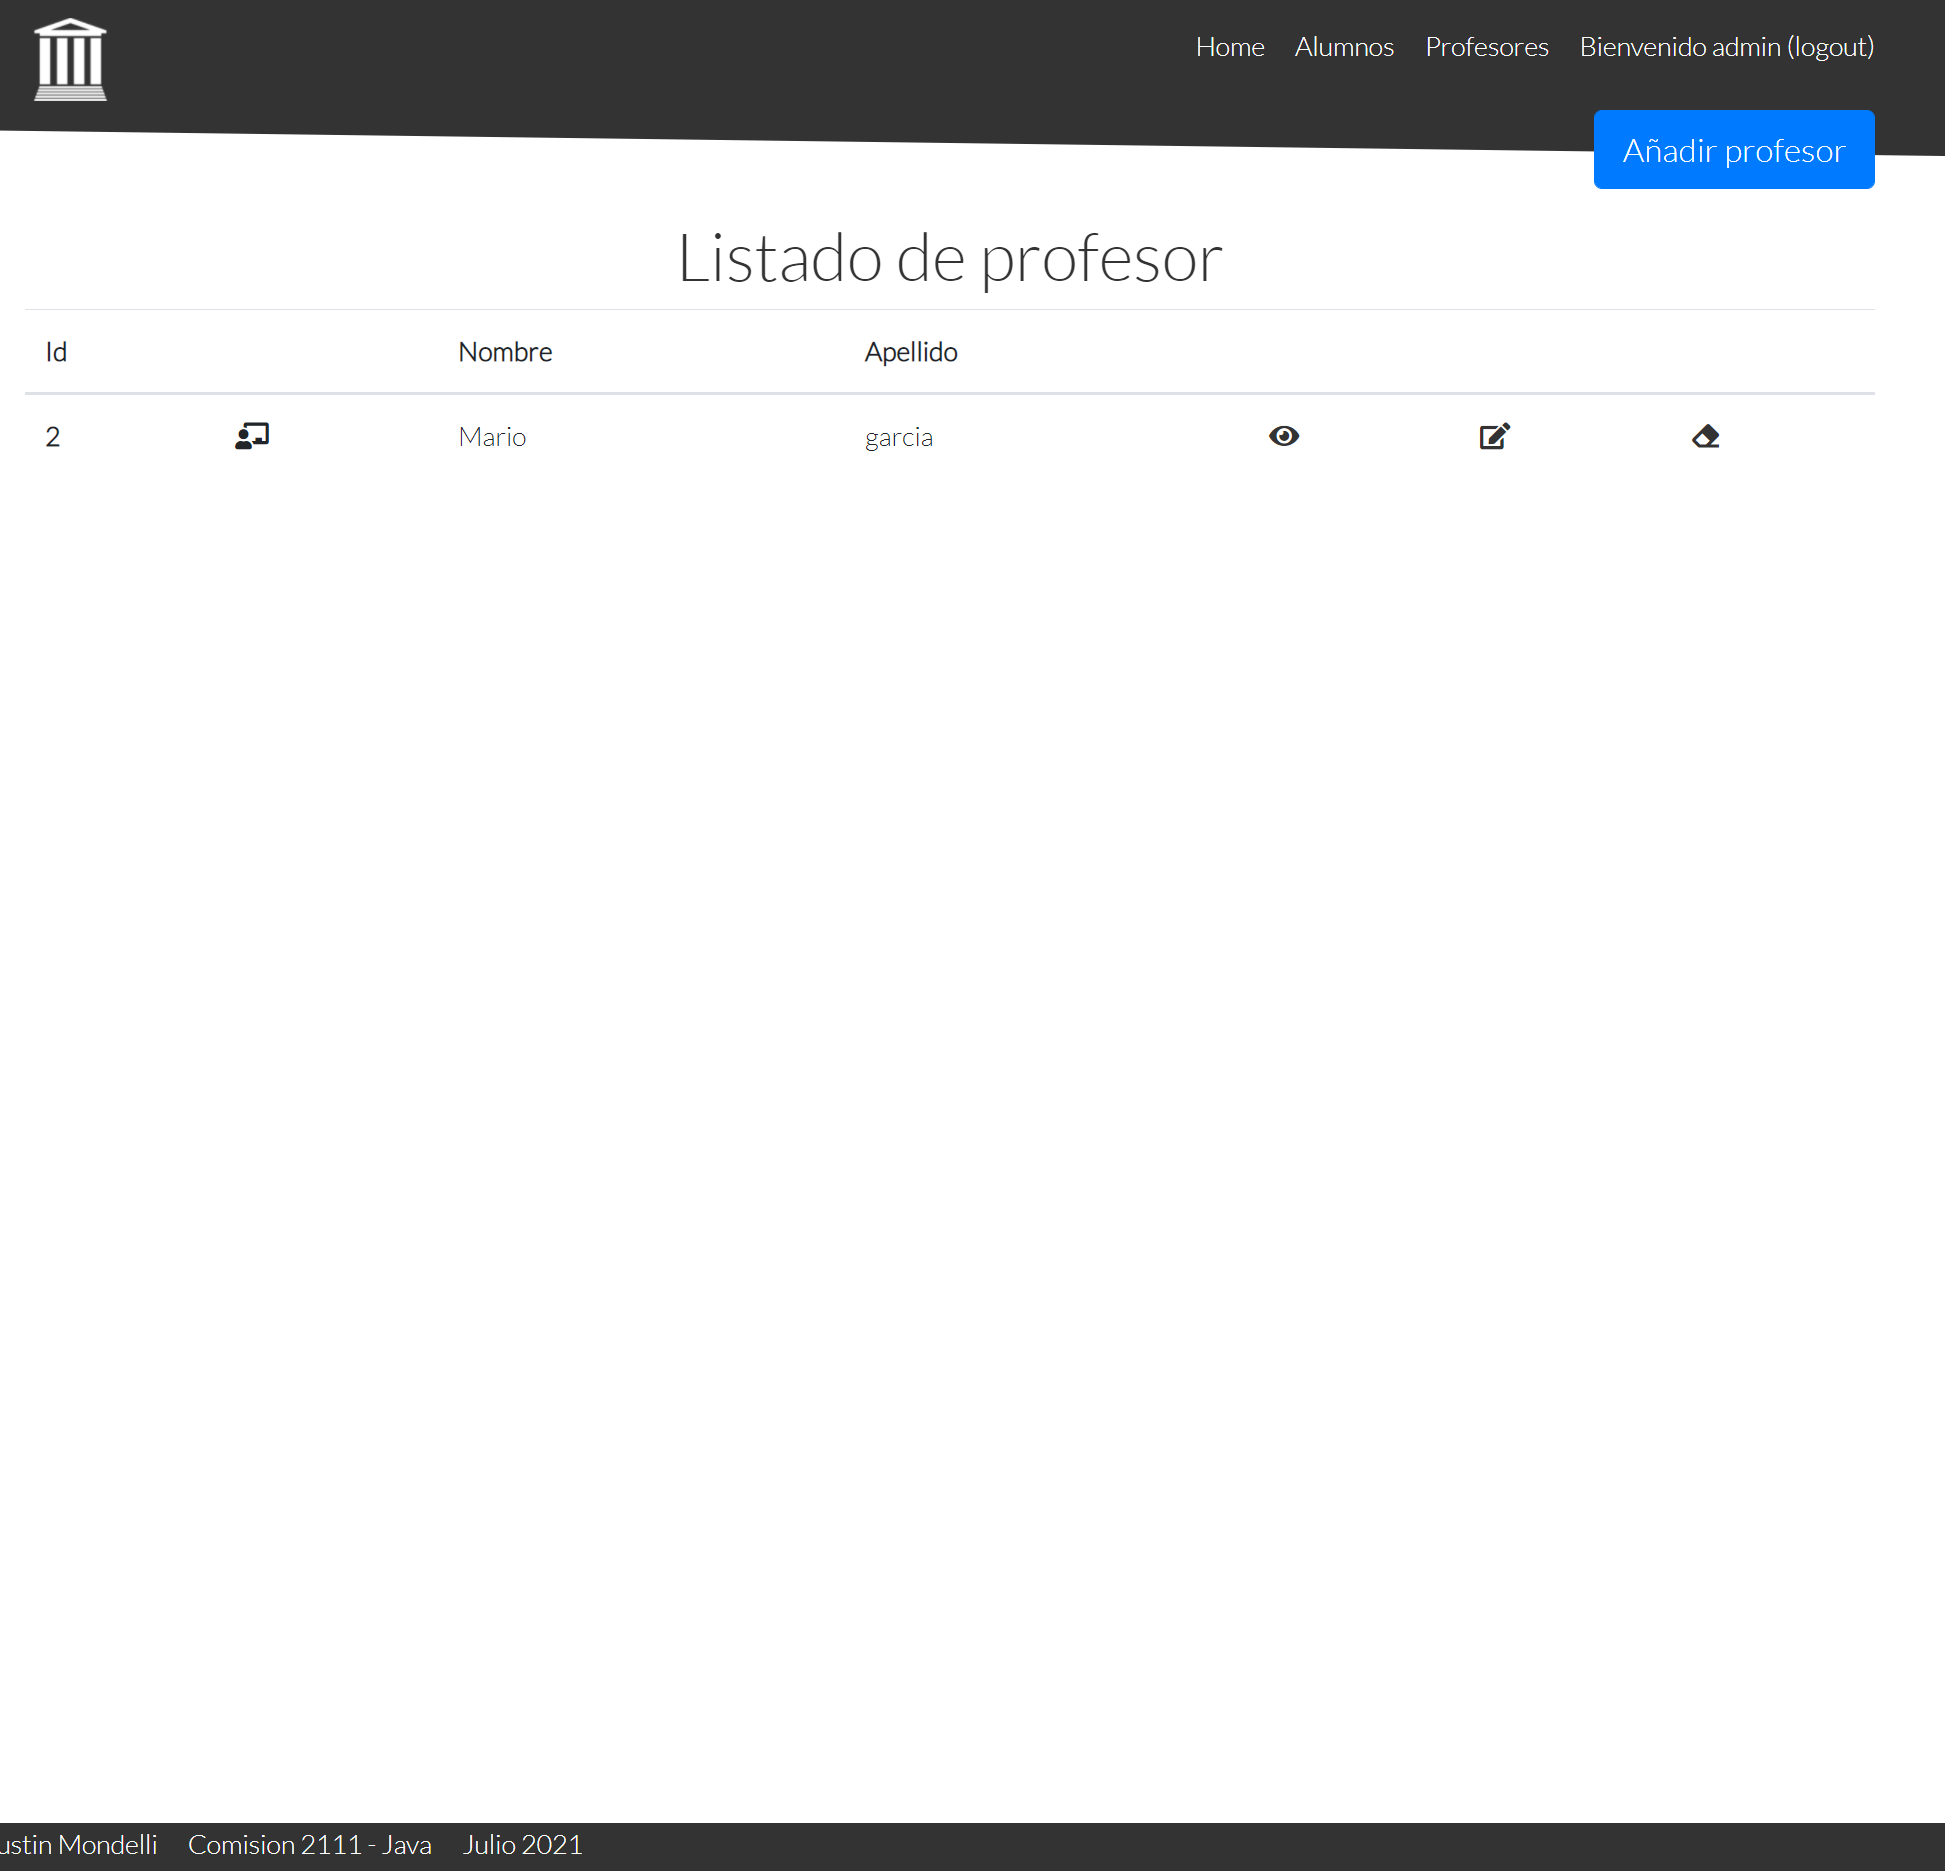 Home Alumnos Profesores Bienvenido admin (logout)
Añadir profesor
Listado de profesor
Id Nombre Apellido
2 Mario garcia
Mondelli Comision 2111 - Java Julio 2021